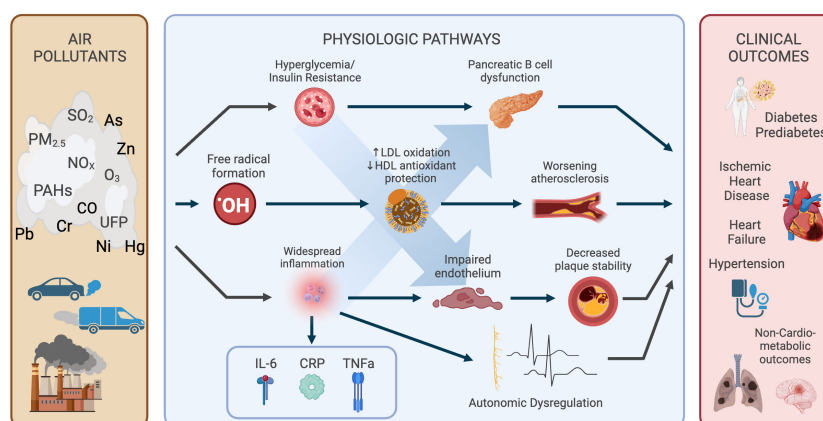 AIR
POLLUTANTS
SO2
As
PM2.5
Zn
NOX
O3
PAHs
CO
UFP
Pb
Cr
Ni
Hg
PHYSIOLOGIC PATHWAYS
Hyperglycemia/
Insulin Resistance
Pancreatic B cell
dysfunction
Free radical
formation
·OH
↑ LDL oxidation
↓HDL antioxidant
protection
Worsening
atherosclerosis
Widespread
inflammation
Impaired
endothelium
Decreased
plaque stability
IL-6
CRP
TNFa
Autonomic Dysregulation
CLINICAL
OUTCOMES
Diabetes
Prediabetes
Ischemic
Heart
Disease
Heart
Failure
Hypertension
Non-Cardio-
metabolic
outcomes